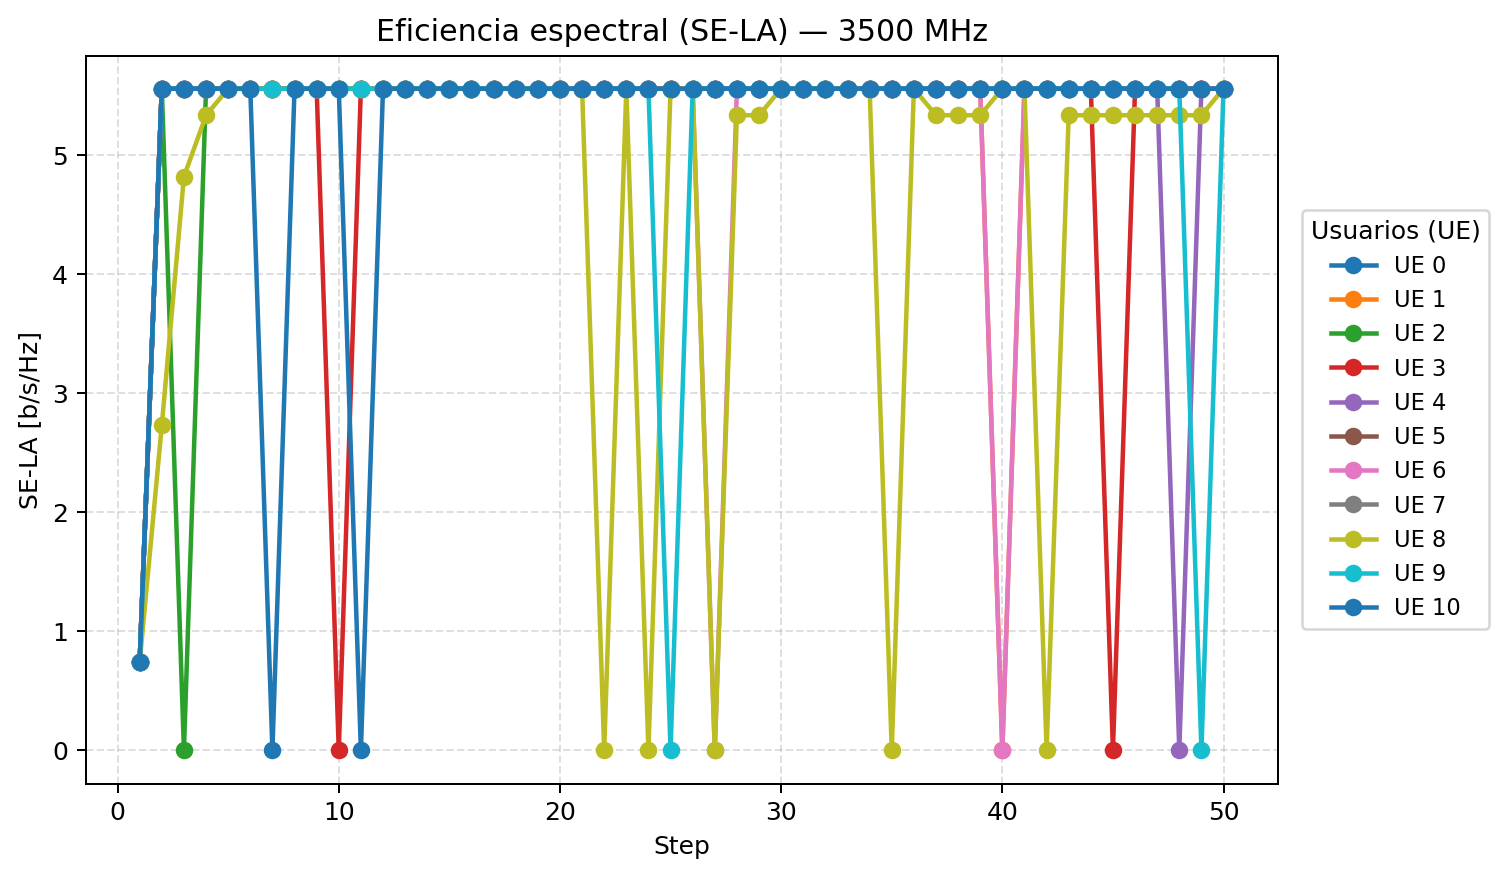 Eficiencia espectral (SE-LA) — 3500 MHz
SE-LA [b/s/Hz]
5
4
3
2
1
0
0 10 20 30 40 50
Step
Usuarios (UE)
UE 0
UE 1
UE 2
UE 3
UE 4
UE 5
UE 6
UE 7
UE 8
UE 9
UE 10